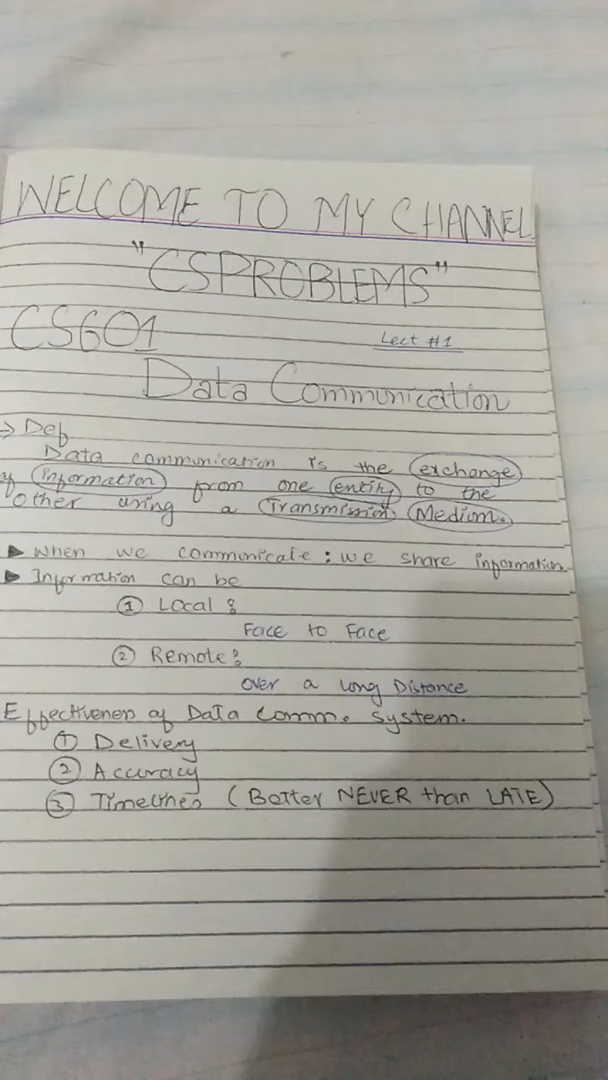 WELCOME TO MY CHANNEL
"CSPROBLEMS"
CS601
Lect #1
Data Communication
→ Def
Data communication is the exchange
of Information from one entity to the
other using a Transmission Medium.
▶ When we communicate : we share information
▶ Information can be
① Local :
Face to Face
② Remote :
over a long Distance
Effectiveness of Data Comm. System.
① Delivery
② Accuracy
③ Timelines (Better NEVER than LATE)